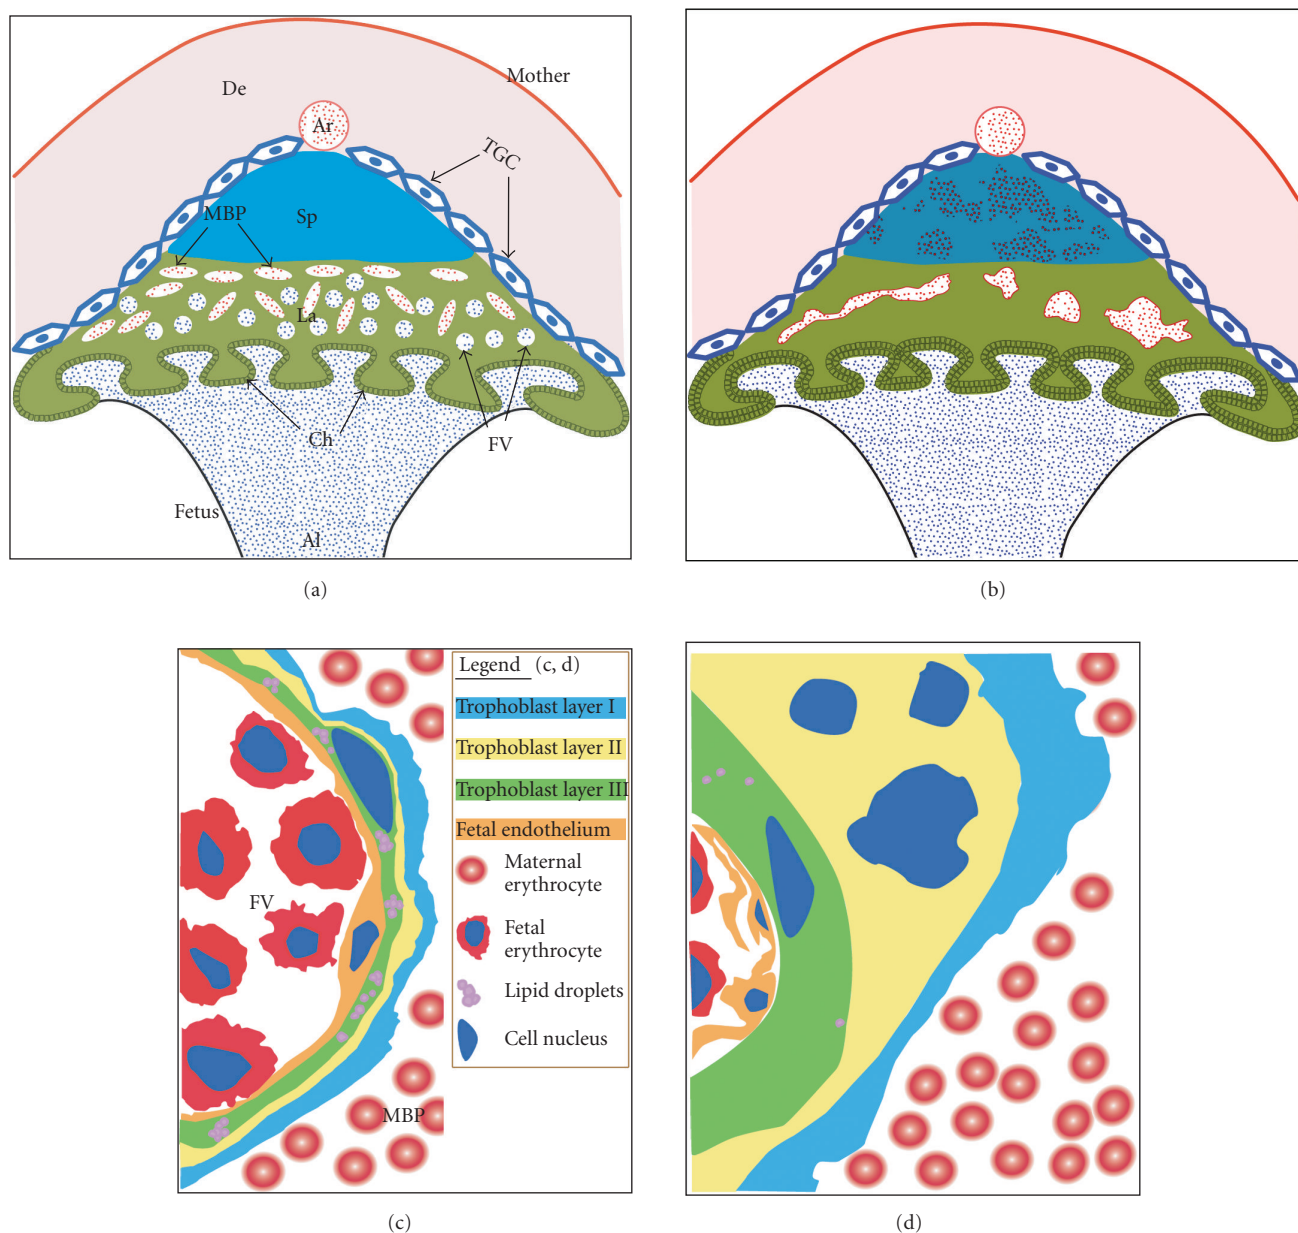 Mother
De
Ar
TGC
MBP
Sp
La
Ch
FV
Fetus
Al
(a)
(b)
Legend (c, d)
Trophoblast layer I
Trophoblast layer II
Trophoblast layer III
Fetal endothelium
Maternal
erythrocyte
Fetal
erythrocyte
Lipid droplets
Cell nucleus
FV
MBP
(c)
(d)